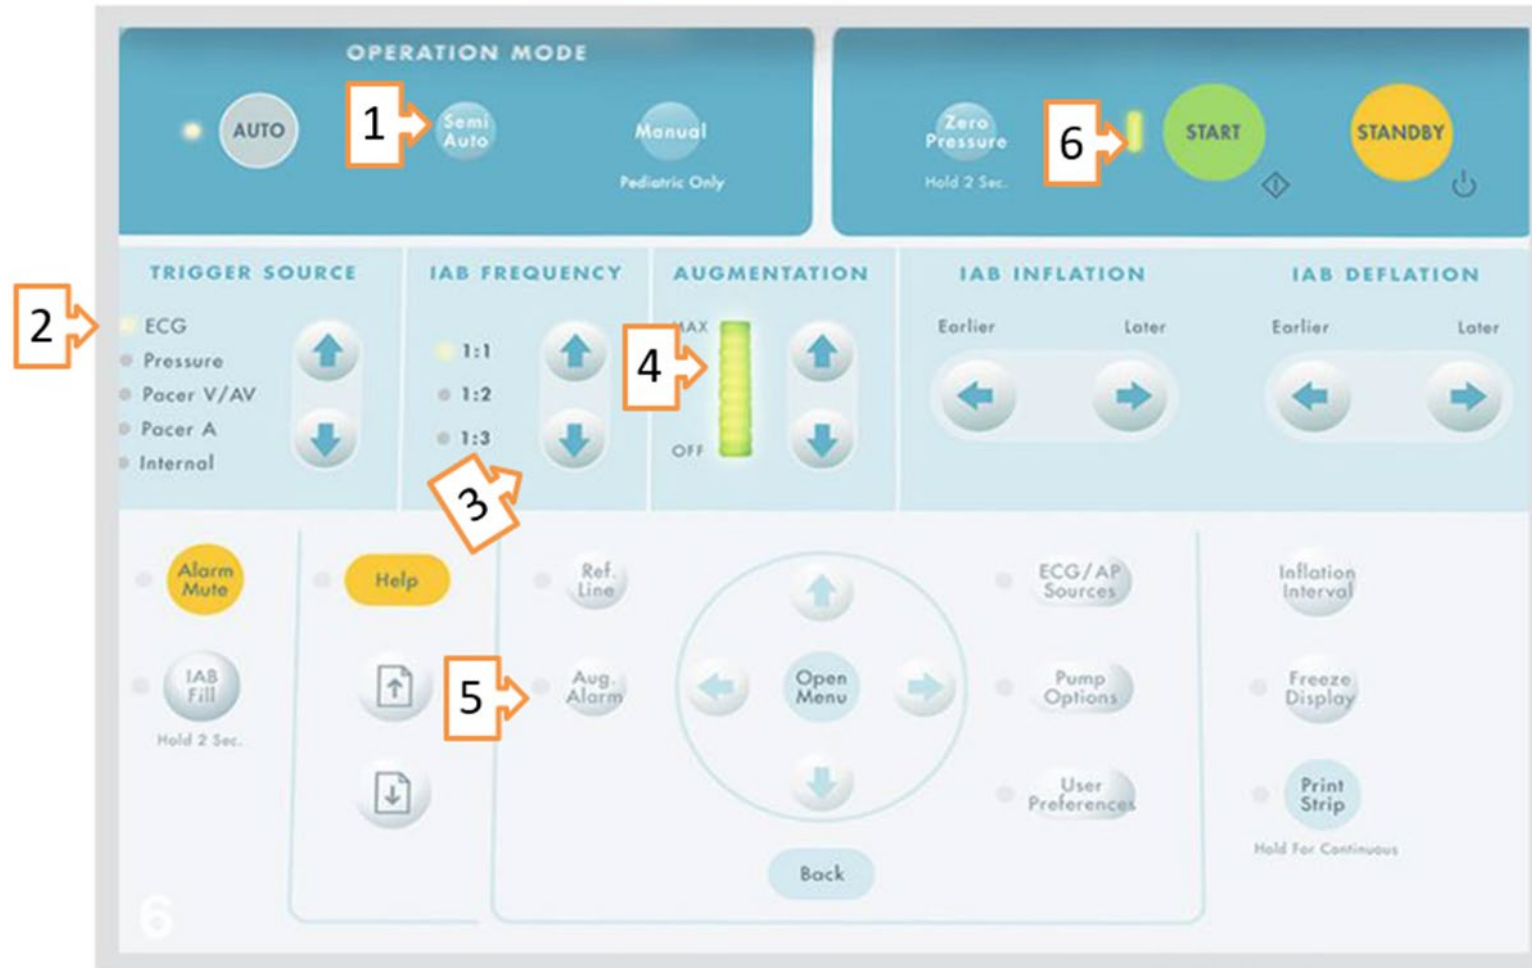 OPERATION MODE
AUTO
1
Semi
Auto
Manual
Pediatric Only
Zero
Pressure
Hold 2 Sec.
6
START
STANDBY
TRIGGER SOURCE
2
ECG
Pressure
Pacer V/AV
Pacer A
Internal
IAB FREQUENCY
1:1
1:2
1:3
3
AUGMENTATION
MAX
4
OFF
IAB INFLATION
Earlier
Later
IAB DEFLATION
Earlier
Later
Alarm
Mute
IAB
Fill
Hold 2 Sec.
Help
Ref.
Line
5
Aug.
Alarm
Open
Menu
Back
ECG/AP
Sources
Pump
Options
User
Preferences
Inflation
Interval
Freeze
Display
Print
Strip
Hold For Continuous
6